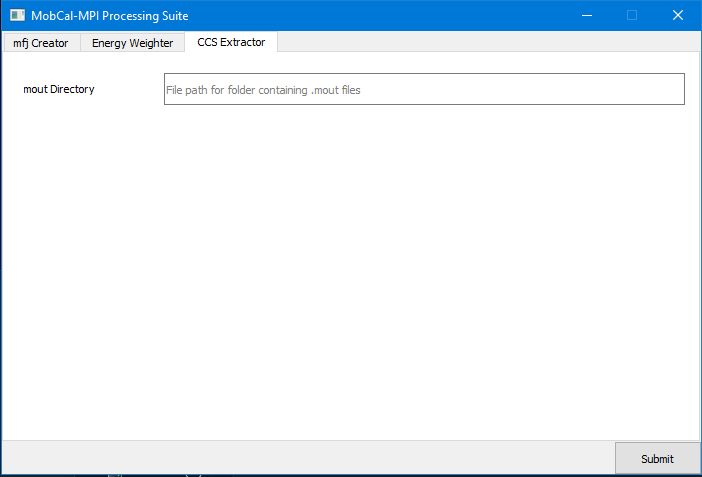 MobCal-MPI Processing Suite
mfj Creator
Energy Weighter
CCS Extractor
mout Directory
File path for folder containing .mout files
Submit